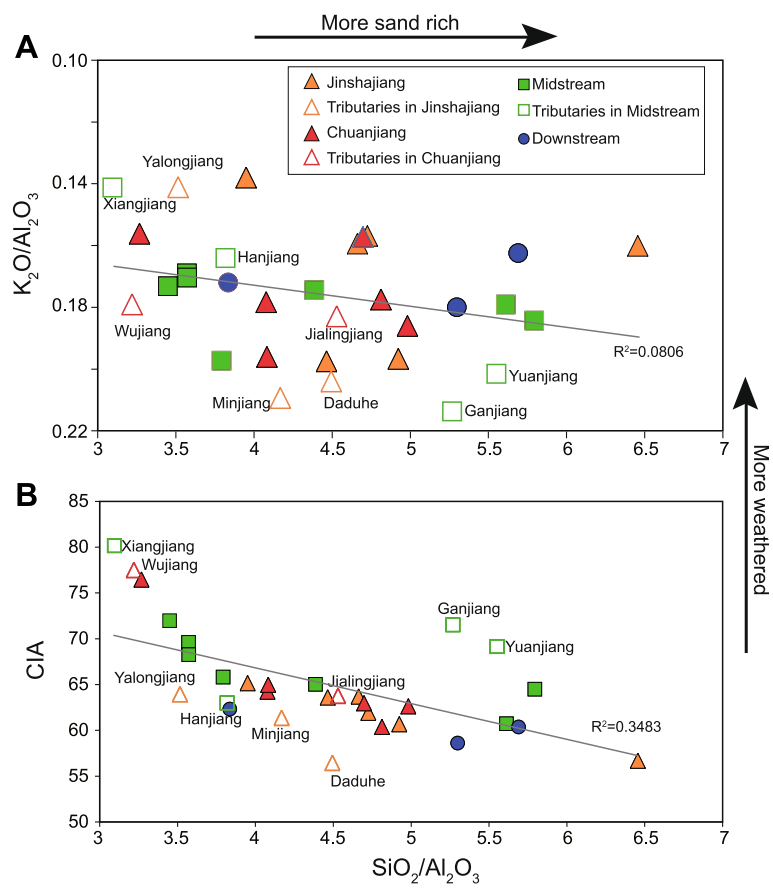 More sand rich
A
0.10
0.14
0.18
0.22
K2O/Al2O3
Jinshajiang
Tributaries in Jinshajiang
Chuanjiang
Tributaries in Chuanjiang
Midstream
Tributaries in Midstream
Downstream
Yalongjiang
Xiangjiang
Hanjiang
Wujiang
Jialingjiang
R2=0.0806
Minjiang
Daduhe
Yuanjiang
Ganjiang
3 3.5 4 4.5 5 5.5 6 6.5 7
More weathered
B
85
80
75
70
65
60
55
50
CIA
Xiangjiang
Wujiang
Ganjiang
Yuanjiang
Yalongjiang
Jialingjiang
Hanjiang
Minjiang
R2=0.3483
Daduhe
3 3.5 4 4.5 5 5.5 6 6.5 7
SiO2/Al2O3